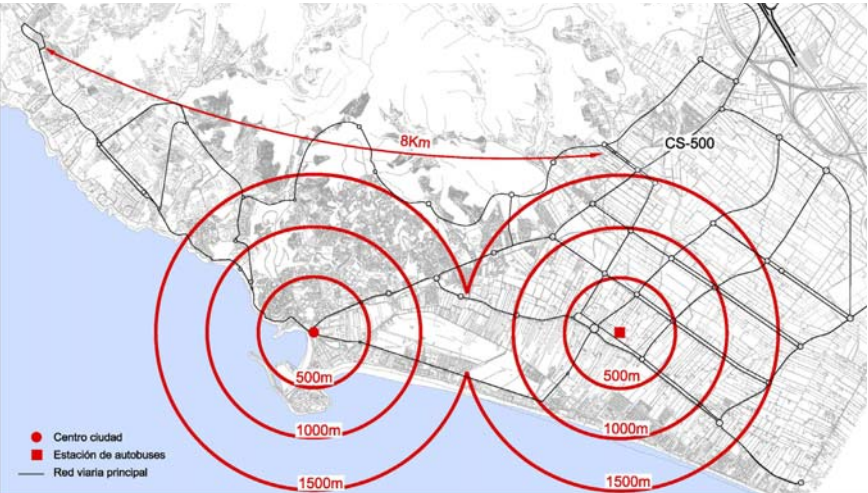 8Km
CS-500
500m
500m
1000m
1000m
1500m
1500m
Centro ciudad
Estación de autobuses
Red viaria principal